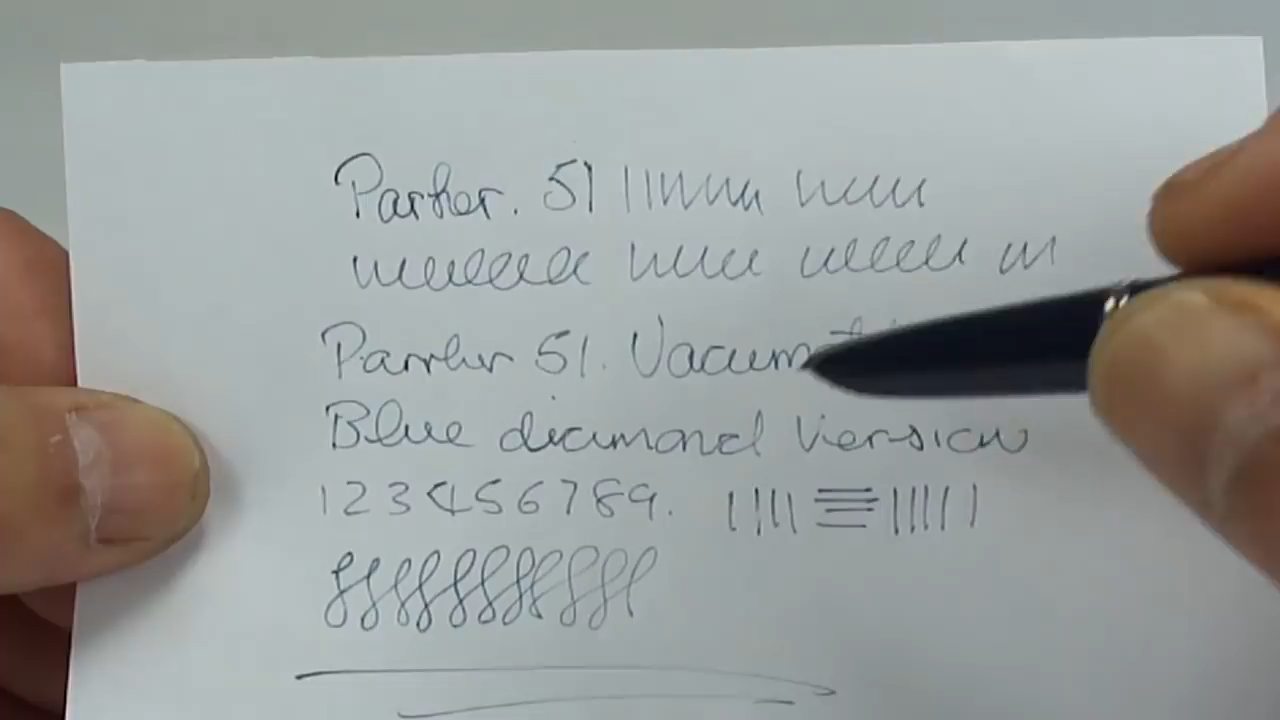 Parker. 51
Parker 51.
Blue diamond Version
123456789.